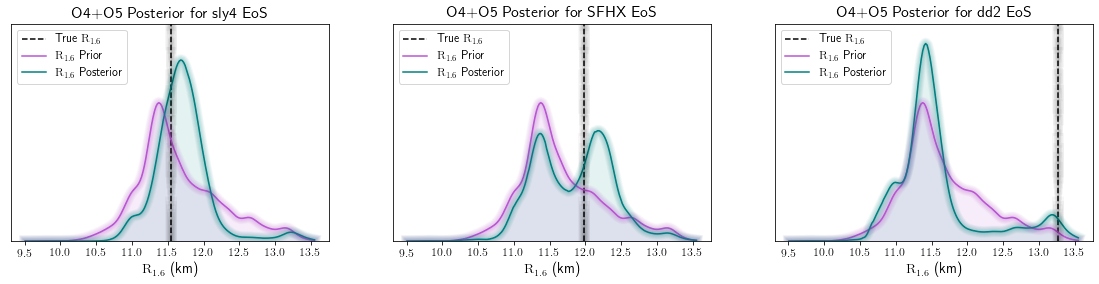 O4+O5 Posterior for sly4 EoS
True R1.6
R1.6 Prior
R1.6 Posterior
9.5 10.0 10.5 11.0 11.5 12.0 12.5 13.0 13.5
R1.6 (km)
O4+O5 Posterior for SFHX EoS
True R1.6
R1.6 Prior
R1.6 Posterior
9.5 10.0 10.5 11.0 11.5 12.0 12.5 13.0 13.5
R1.6 (km)
O4+O5 Posterior for dd2 EoS
True R1.6
R1.6 Prior
R1.6 Posterior
9.5 10.0 10.5 11.0 11.5 12.0 12.5 13.0 13.5
R1.6 (km)